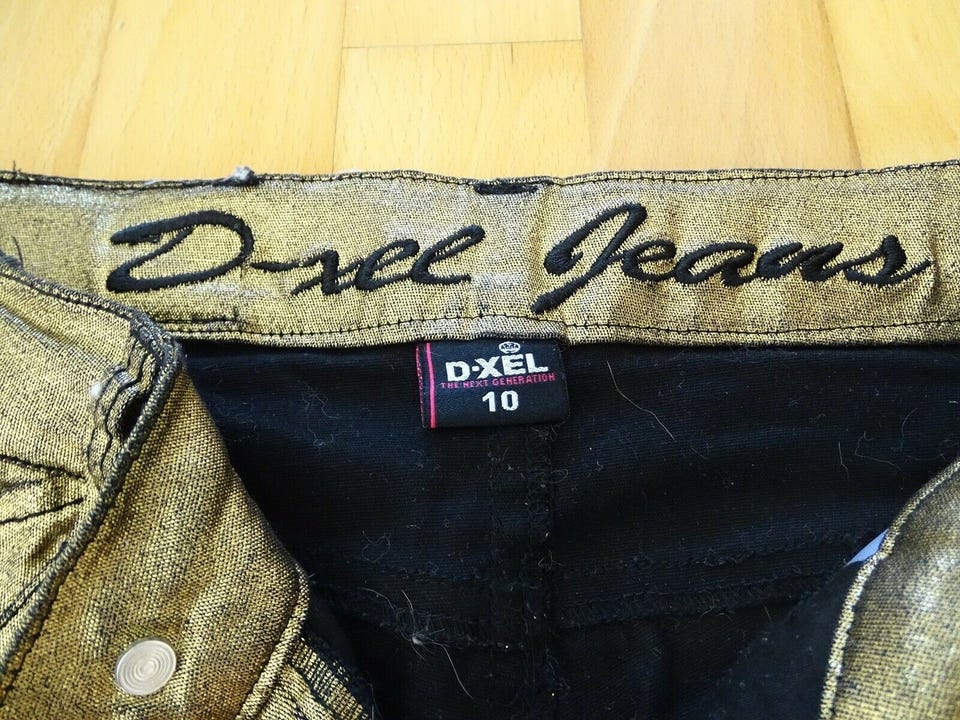 D-xel Jeans
D-XEL
THE NEXT GENERATION
10